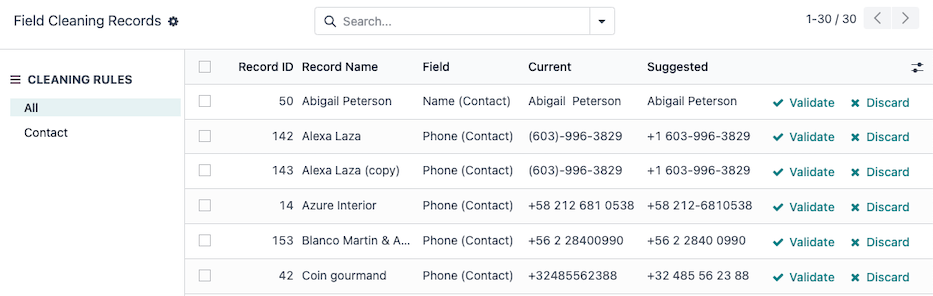 Field Cleaning Records
Search...
1-30 / 30
CLEANING RULES
All
Contact
Record ID Record Name Field Current Suggested
50 Abigail Peterson Name (Contact) Abigail  Peterson Abigail Peterson Validate Discard
142 Alexa Laza Phone (Contact) (603)-996-3829 +1 603-996-3829 Validate Discard
143 Alexa Laza (copy) Phone (Contact) (603)-996-3829 +1 603-996-3829 Validate Discard
14 Azure Interior Phone (Contact) +58 212 681 0538 +58 212-6810538 Validate Discard
153 Blanco Martin & A... Phone (Contact) +56 2 28400990 +56 2 2840 0990 Validate Discard
42 Coin gourmand Phone (Contact) +32485562388 +32 485 56 23 88 Validate Discard